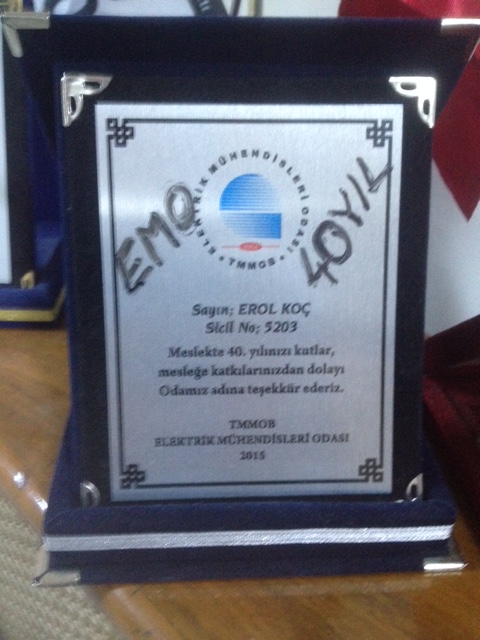 ELEKTRİK MÜHENDİSLERİ ODASI
TMMOB
EMO
40 YIL
Sayın; EROL KOÇ
Sicil No; 5203
Meslekte 40. yılınızı kutlar,
mesleğe katkılarınızdan dolayı
Odamız adına teşekkür ederiz.
TMMOB
ELEKTRİK MÜHENDİSLERİ ODASI
2015